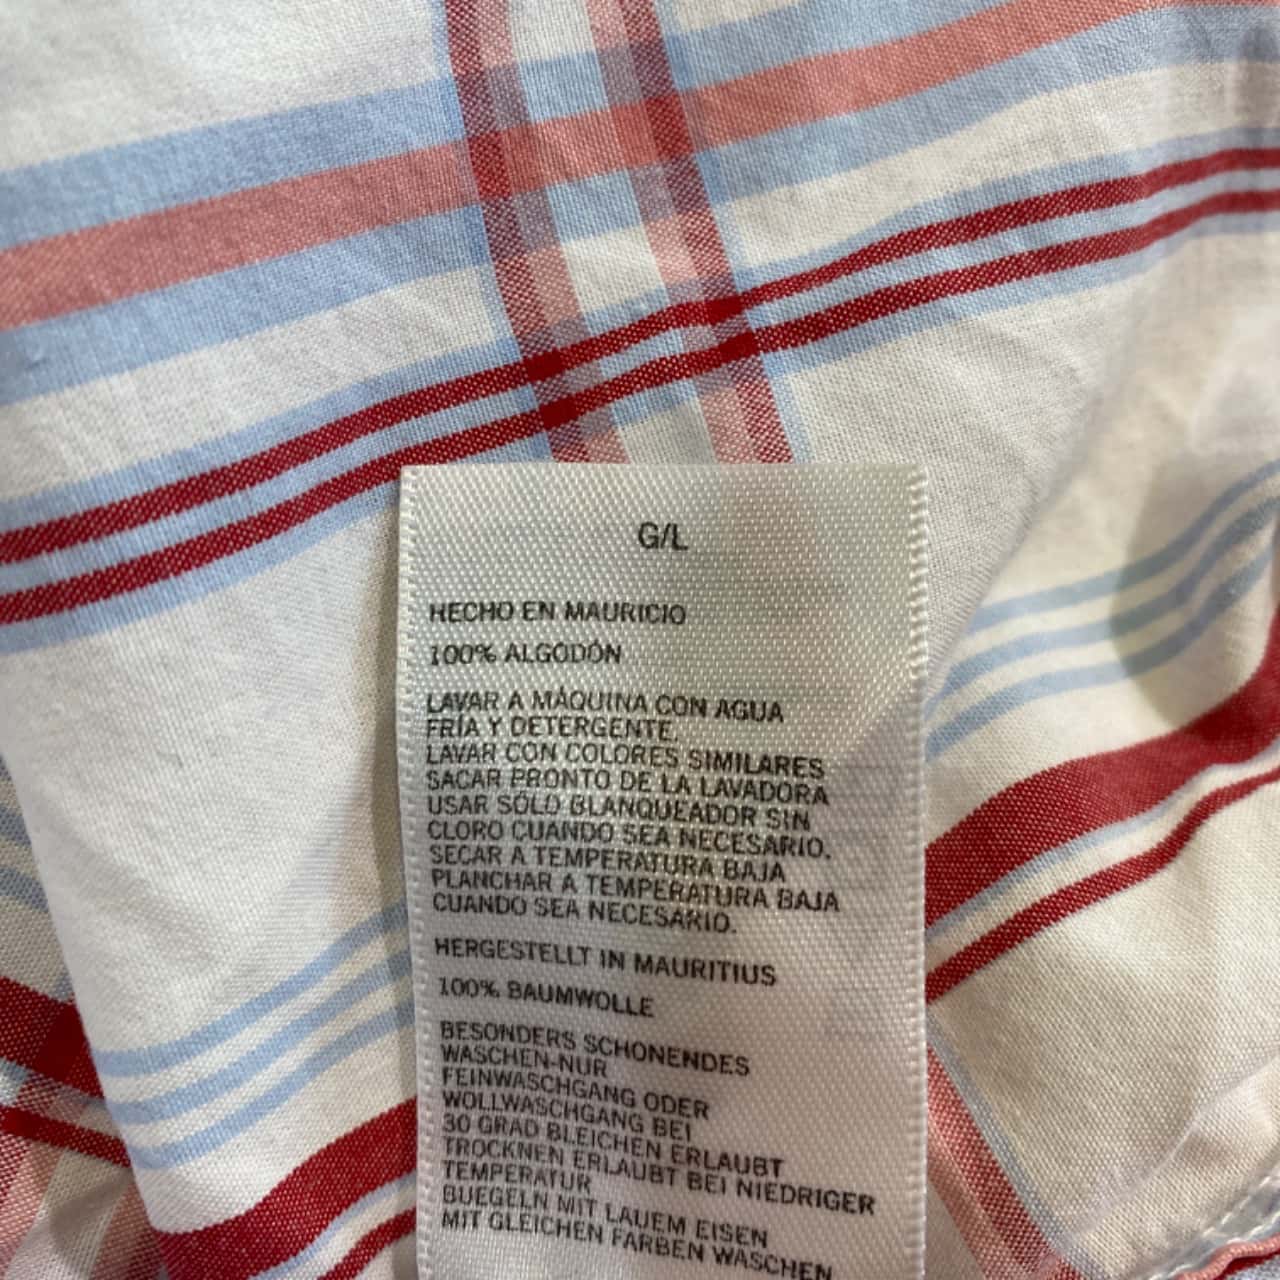 G/L
HECHO EN MAURICIO
100% ALGODÓN
LAVAR A MÁQUINA CON AGUA
FRÍA Y DETERGENTE.
LAVAR CON COLORES SIMILARES
SACAR PRONTO DE LA LAVADORA
USAR SÓLO BLANQUEADOR SIN
CLORO CUANDO SEA NECESARIO.
SECAR A TEMPERATURA BAJA
PLANCHAR A TEMPERATURA BAJA
CUANDO SEA NECESARIO.
HERGESTELLT IN MAURITIUS
100% BAUMWOLLE
BESONDERS SCHONENDES
WASCHEN-NUR
FEINWASCHGANG ODER
WOLLWASCHGANG BEI
30 GRAD BLEICHEN ERLAUBT
TROCKNEN ERLAUBT BEI NIEDRIGER
TEMPERATUR
BUEGELN MIT LAUEM EISEN
MIT GLEICHEN FARBEN WASCHEN